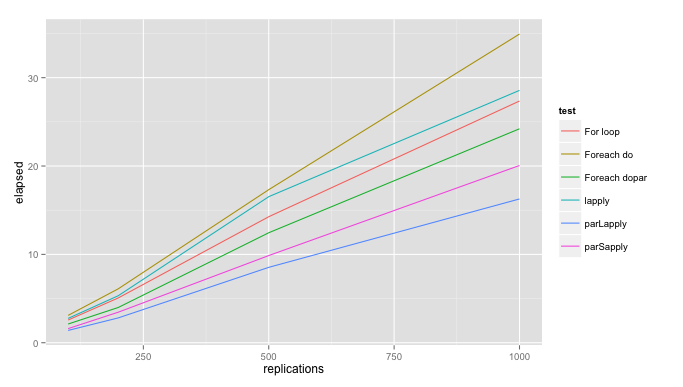 elapsed
30
20
10
0
250
500
750
1000
replications
test
For loop
Foreach do
Foreach dopar
lapply
parLapply
parSapply